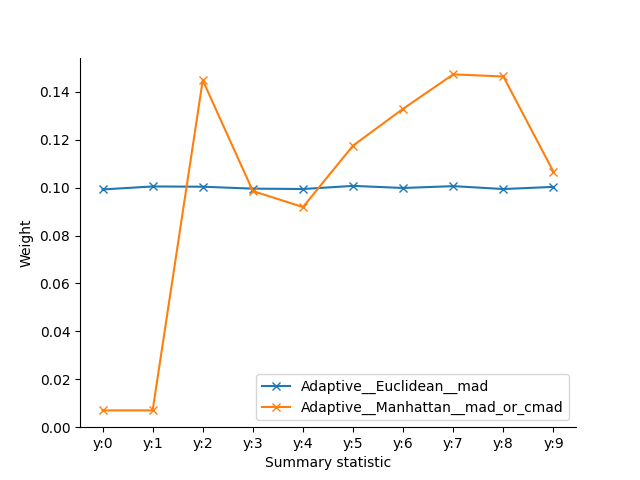 0.14
0.12
0.10
0.08
0.06
0.04
0.02
0.00
Weight
Adaptive__Euclidean__mad
Adaptive__Manhattan__mad_or_cmad
y:0 y:1 y:2 y:3 y:4 y:5 y:6 y:7 y:8 y:9
Summary statistic